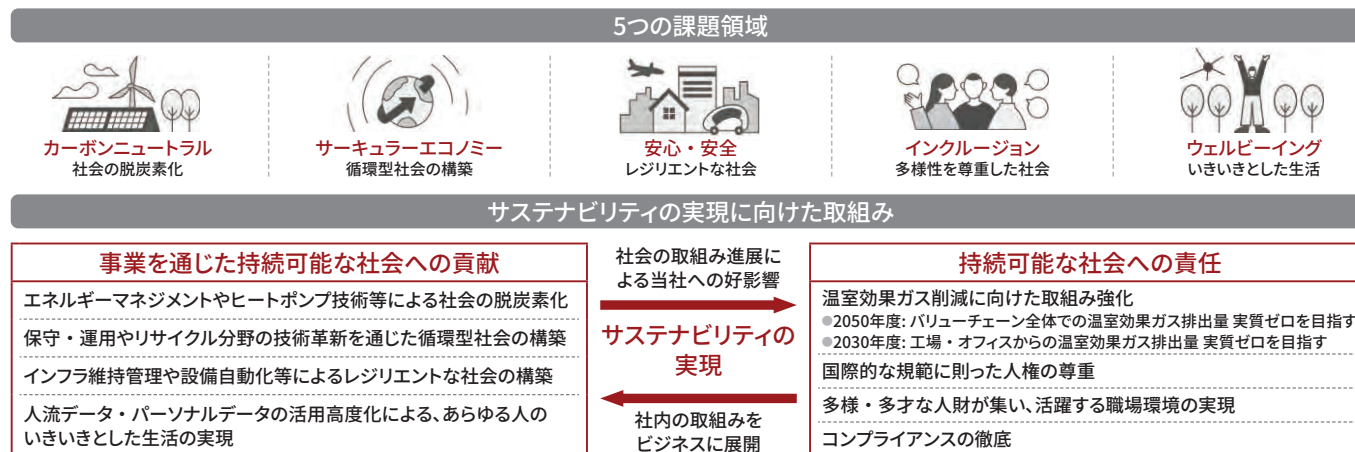 5つの課題領域
カーボンニュートラル
社会の脱炭素化
サーキュラーエコノミー
循環型社会の構築
安心・安全
レジリエントな社会
インクルージョン
多様性を尊重した社会
ウェルビーイング
いきいきとした生活
サステナビリティの実現に向けた取組み
事業を通じた持続可能な社会への貢献
エネルギーマネジメントやヒートポンプ技術等による社会の脱炭素化
保守・運用やリサイクル分野の技術革新を通じた循環型社会の構築
インフラ維持管理や設備自動化等によるレジリエントな社会の構築
人流データ・パーソナルデータの活用高度化による、あらゆる人の
いきいきとした生活の実現
社会の取組み進展に
よる当社への好影響
サステナビリティの
実現
社内の取組みを
ビジネスに展開
持続可能な社会への責任
温室効果ガス削減に向けた取組み強化
●2050年度: バリューチェーン全体での温室効果ガス排出量 実質ゼロを目指す
●2030年度: 工場・オフィスからの温室効果ガス排出量 実質ゼロを目指す
国際的な規範に則った人権の尊重
多様・多才な人財が集い、活躍する職場環境の実現
コンプライアンスの徹底